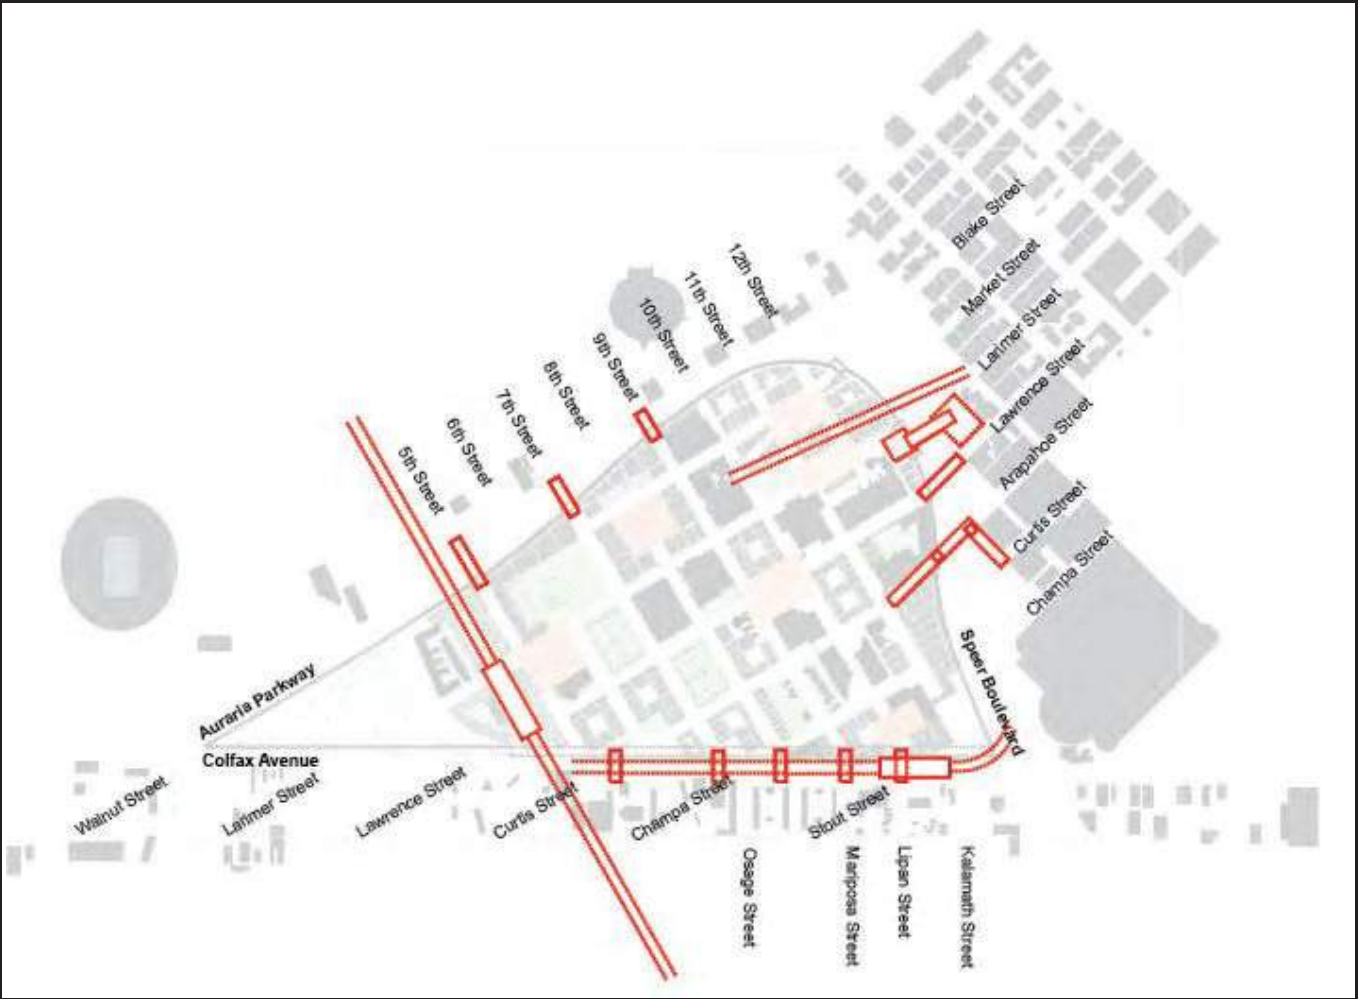 Blake Street
Market Street
Larimer Street
Lawrence Street
Arapahoe Street
Curtis Street
Champa Street
12th Street
11th Street
10th Street
9th Street
8th Street
7th Street
6th Street
5th Street
Speer Boulevard
Auraria Parkway
Colfax Avenue
Walnut Street
Larimer Street
Lawrence Street
Curtis Street
Champa Street
Stout Street
Osage Street
Mariposa Street
Lipan Street
Kalamath Street